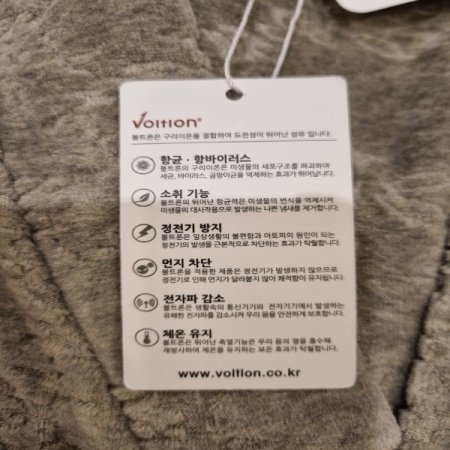 Voltion®
볼트론은 구리이온을 결합하여 도전성이 뛰어난 섬유 입니다.
항균 · 항바이러스
볼트론의 구리이온은 미생물의 세포구조를 파괴하여
세균, 바이러스, 곰팡이균을 억제하는 효과가 뛰어납니다.
소취 기능
볼트론의 뛰어난 항균력은 미생물의 번식을 억제시켜
미생물의 대사작용으로 발생하는 나쁜 냄새를 제거합니다.
정전기 방지
볼트론은 일상생활의 불편함과 아토피의 원인이 되는
정전기의 발생을 근본적으로 차단하는 효과가 탁월합니다.
먼지 차단
볼트론을 적용한 제품은 정전기가 발생하지 않으므로
정전기로 인해 먼지가 달라붙지 않아 쾌적함이 유지됩니다.
전자파 감소
볼트론은 생활속의 통신기기와 전자기기에서 발생하는
유해한 전자파를 감소시켜 우리 몸을 안전하게 보호합니다.
체온 유지
볼트론은 뛰어난 축열기능은 우리 몸의 열을 흡수해
재방사하여 체온을 유지하는 보온 효과가 탁월합니다.
www.voltion.co.kr